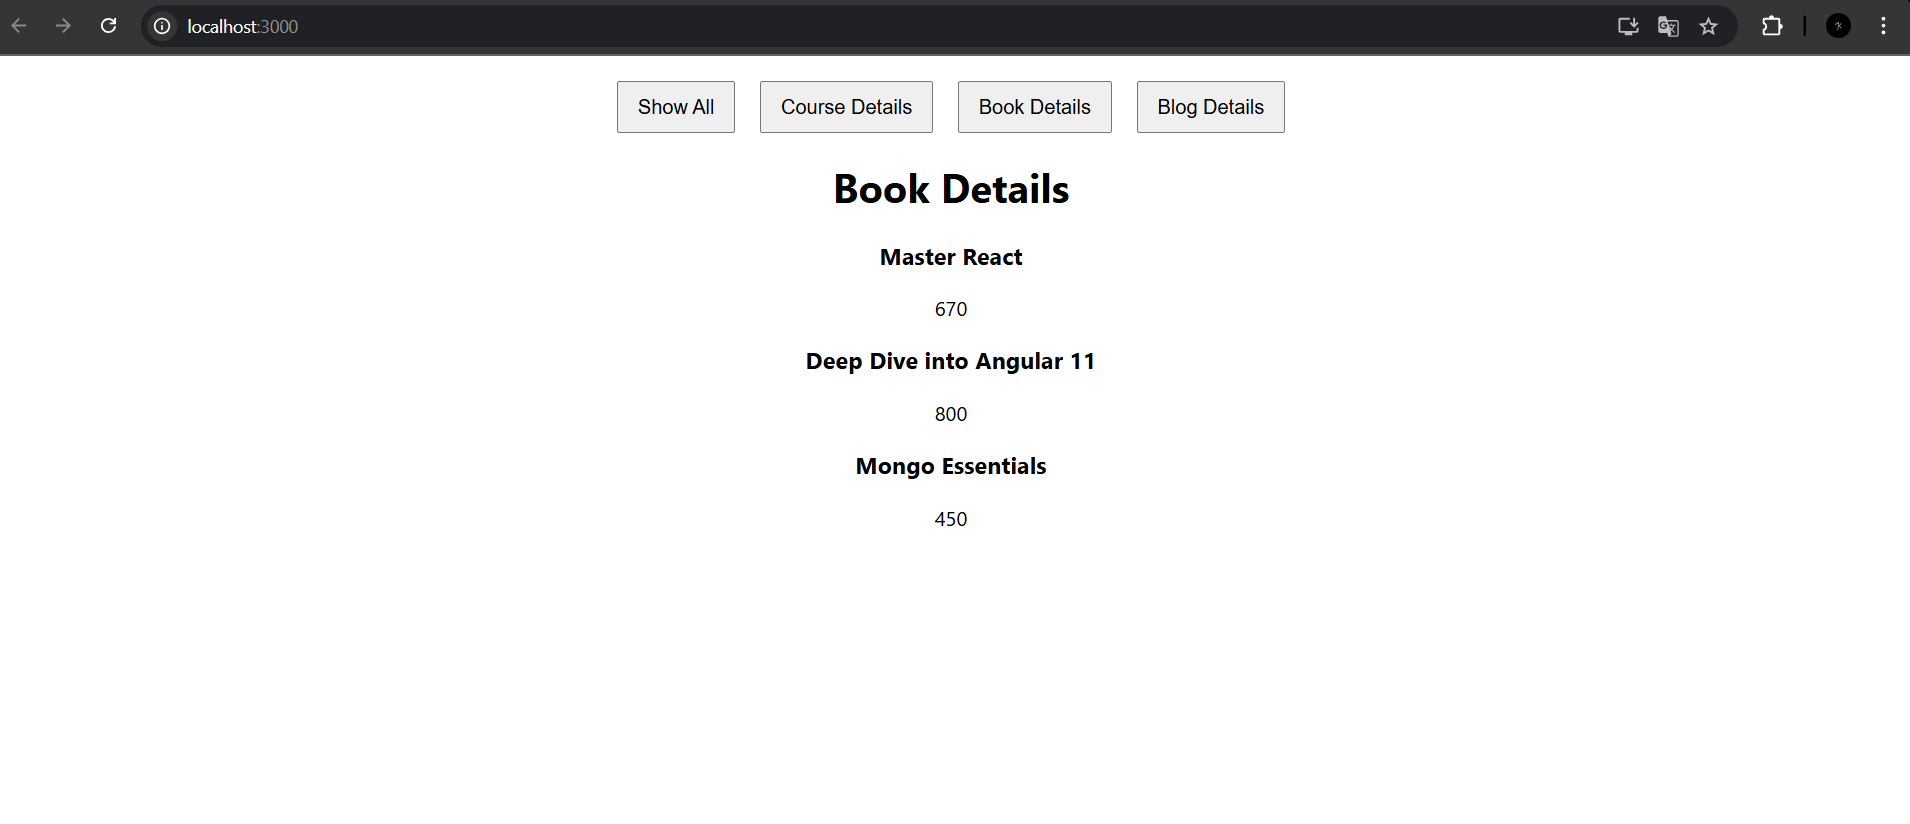 localhost:3000
Show All Course Details Book Details Blog Details
Book Details
Master React
670
Deep Dive into Angular 11
800
Mongo Essentials
450